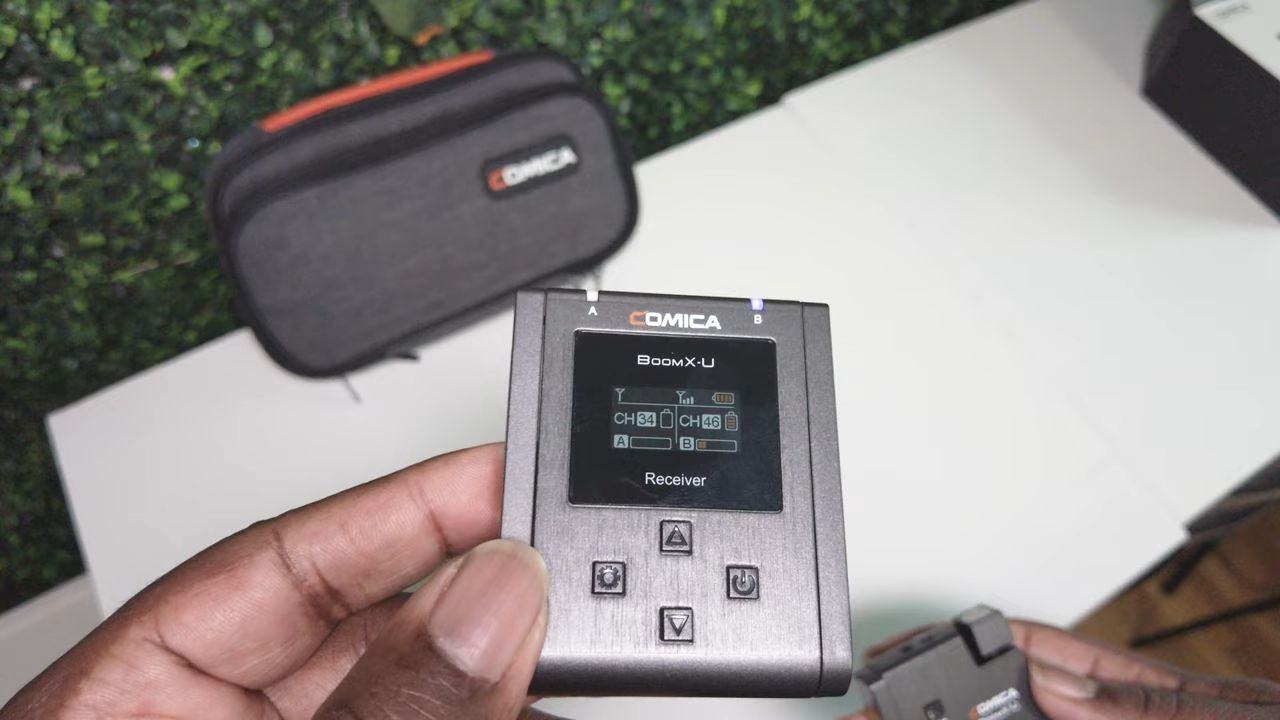 COMICA
A
COMICA
B
BOOMX-U
CH 34
CH 46
A
B
Receiver
COMICA